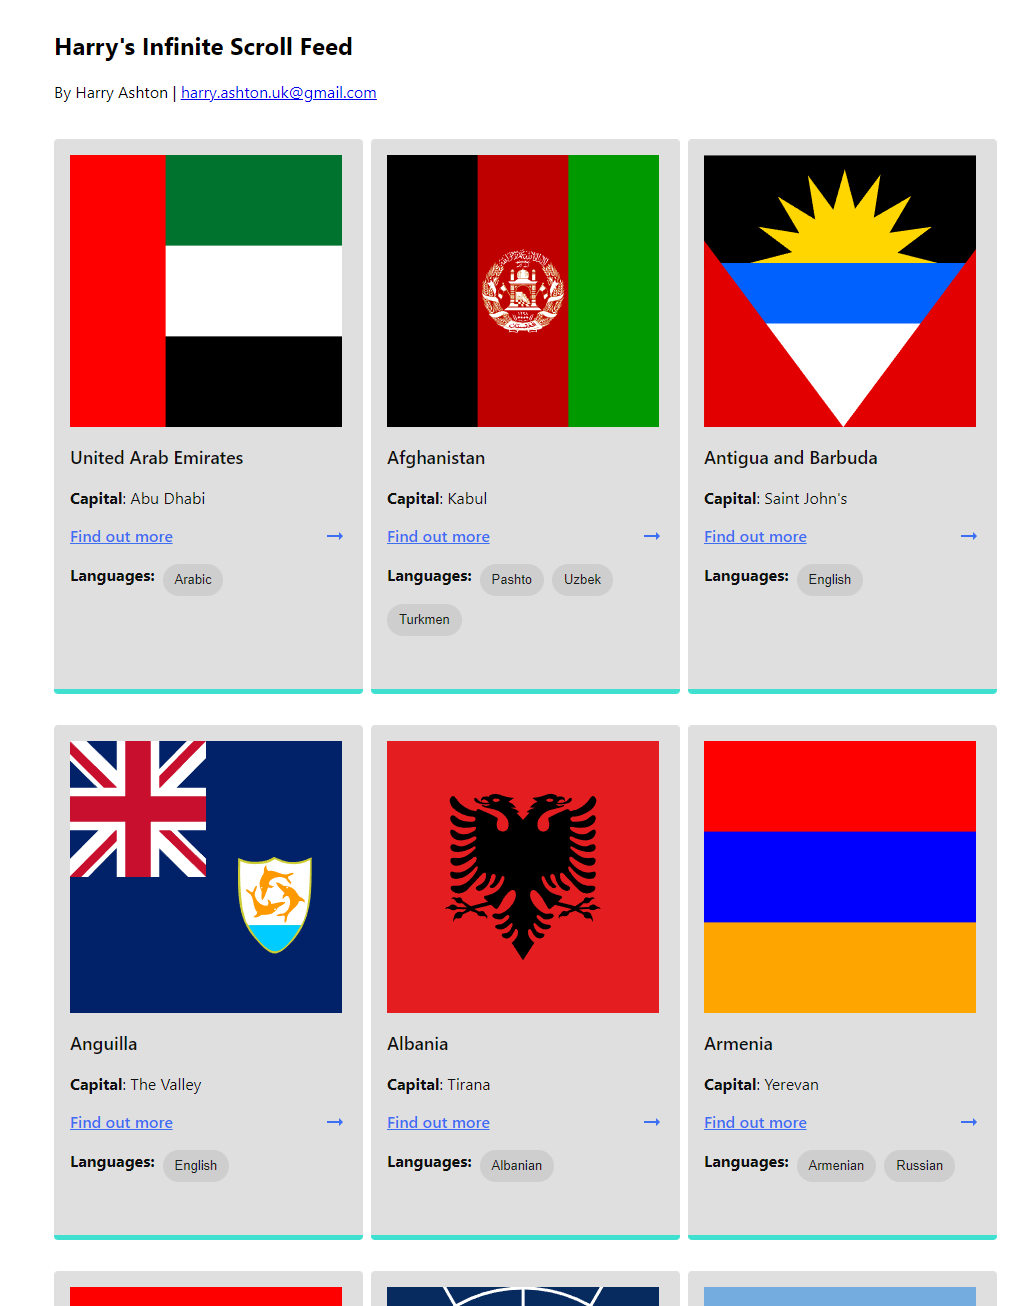 Harry's Infinite Scroll Feed
By Harry Ashton | harry.ashton.uk@gmail.com
United Arab Emirates
Capital: Abu Dhabi
Find out more →
Languages: Arabic
Afghanistan
Capital: Kabul
Find out more →
Languages: Pashto Uzbek
Turkmen
Antigua and Barbuda
Capital: Saint John's
Find out more →
Languages: English
Anguilla
Capital: The Valley
Find out more →
Languages: English
Albania
Capital: Tirana
Find out more →
Languages: Albanian
Armenia
Capital: Yerevan
Find out more →
Languages: Armenian Russian